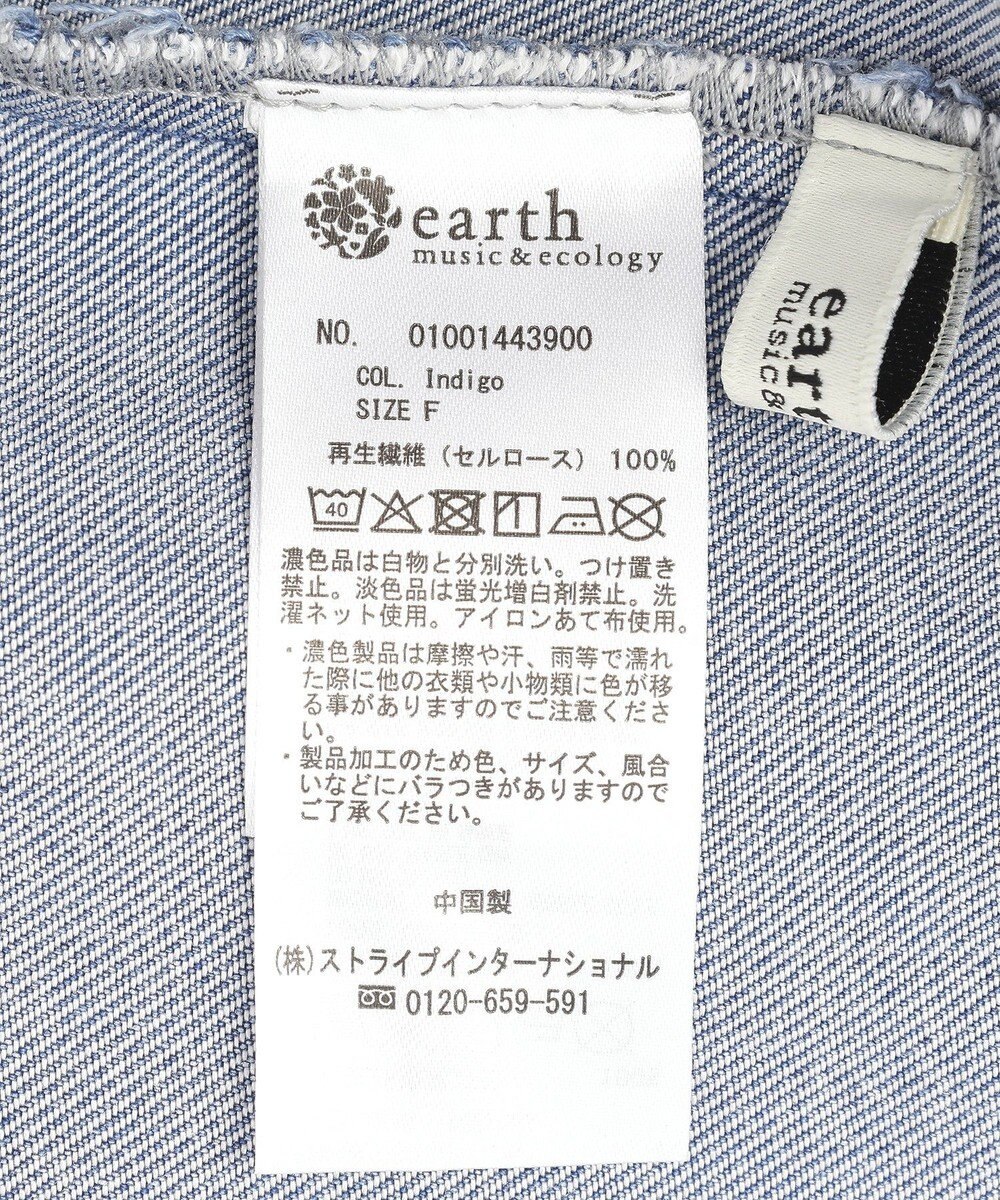 earth
music & ecology
NO. 01001443900
COL. Indigo
SIZE F
再生繊維（セルロース） 100%
40
濃色品は白物と分別洗い。つけ置き
禁止。淡色品は蛍光増白剤禁止。洗
濯ネット使用。アイロンあて布使用。
・濃色製品は摩擦や汗、雨等で濡れ
た際に他の衣類や小物類に色が移
る事がありますのでご注意くださ
い。
・製品加工のため色、サイズ、風合
いなどにバラつきがありますので
ご了承ください。
中国製
(株)ストライプインターナショナル
0120-659-591
eart
music &